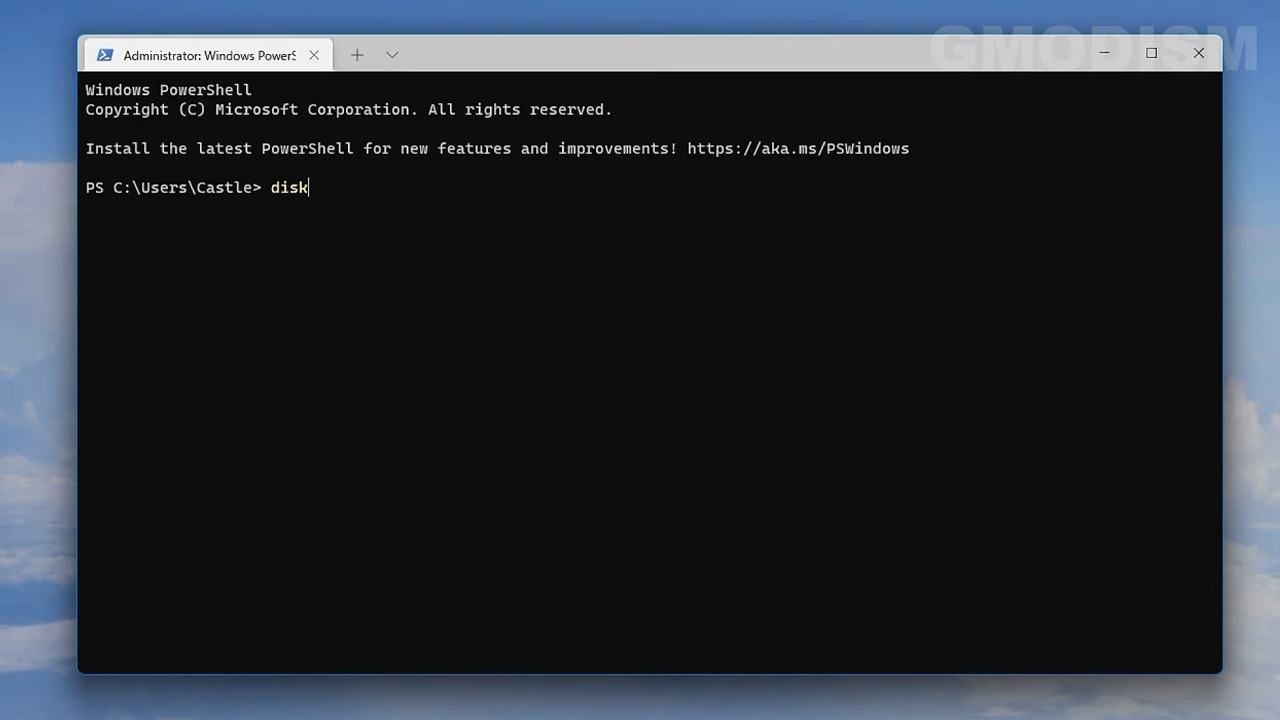 GMODISM
Administrator: Windows PowerS
Windows PowerShell
Copyright (C) Microsoft Corporation. All rights reserved.
Install the latest PowerShell for new features and improvements! https://aka.ms/PSWindows
PS C:\Users\Castle> disk